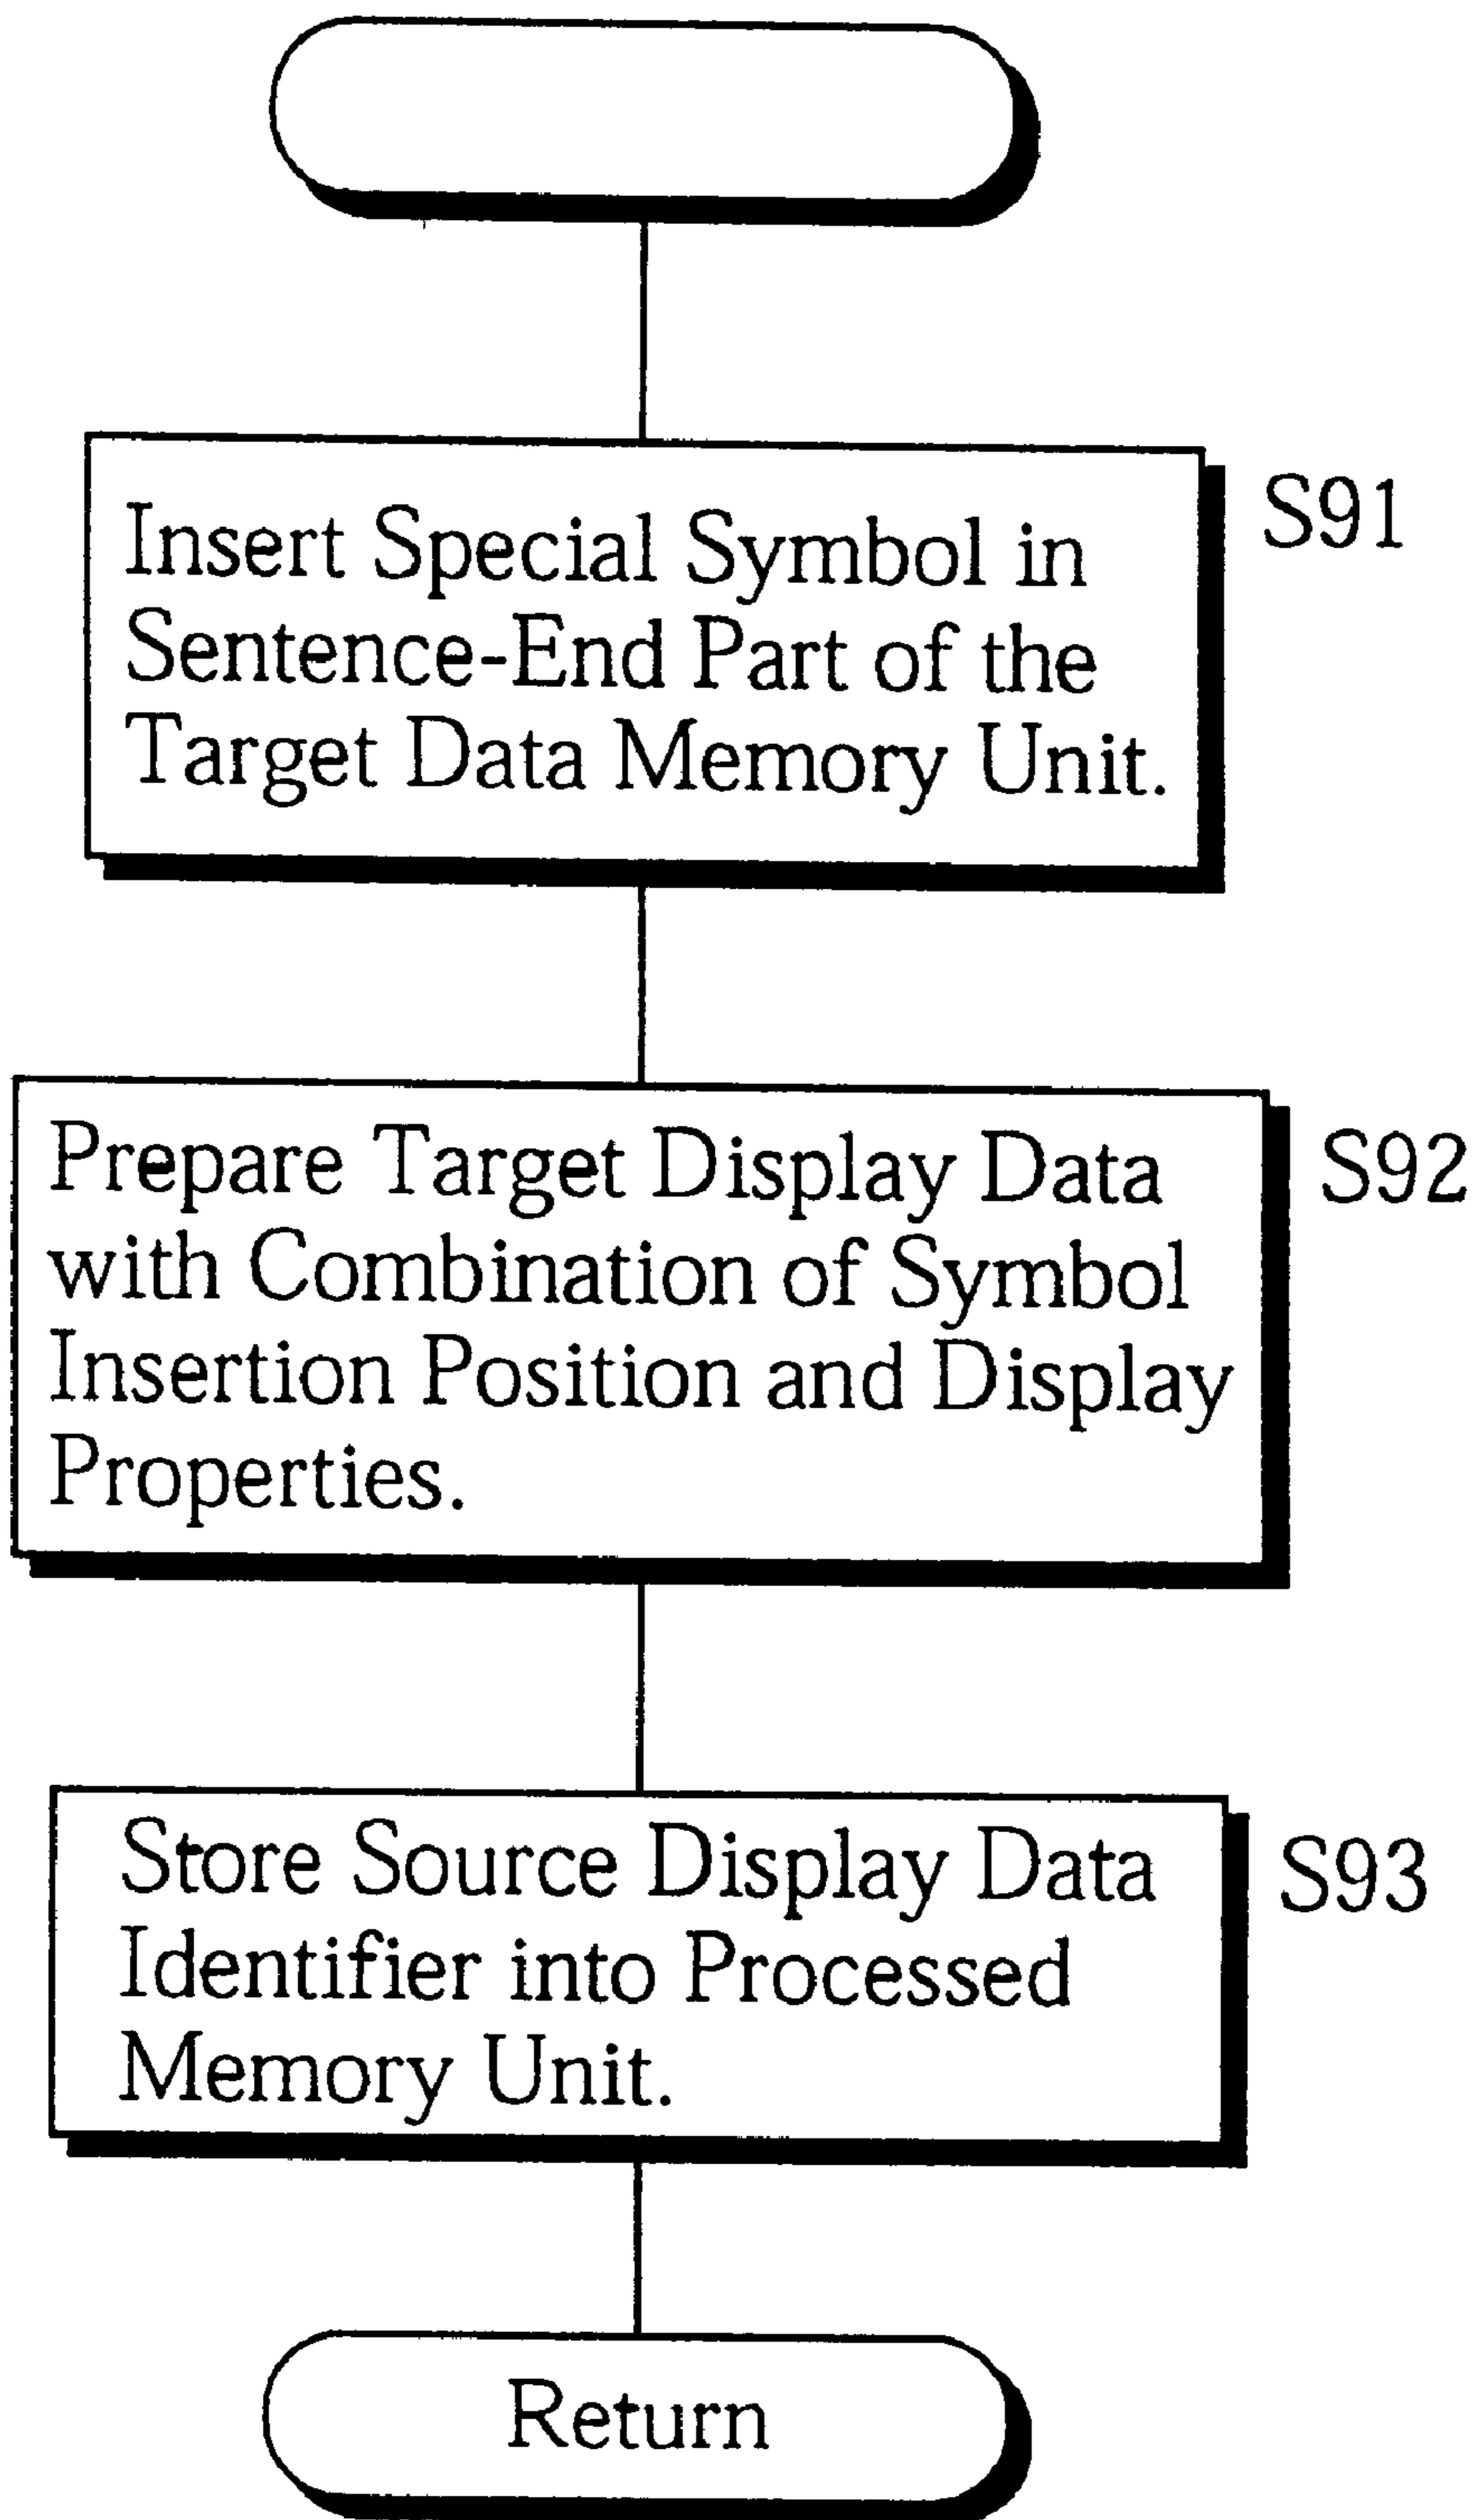 Insert Special Symbol in
Sentence-End Part of the
Target Data Memory Unit.
S91
Prepare Target Display Data
with Combination of Symbol
Insertion Position and Display
Properties.
S92
Store Source Display Data
Identifier into Processed
Memory Unit.
S93
Return